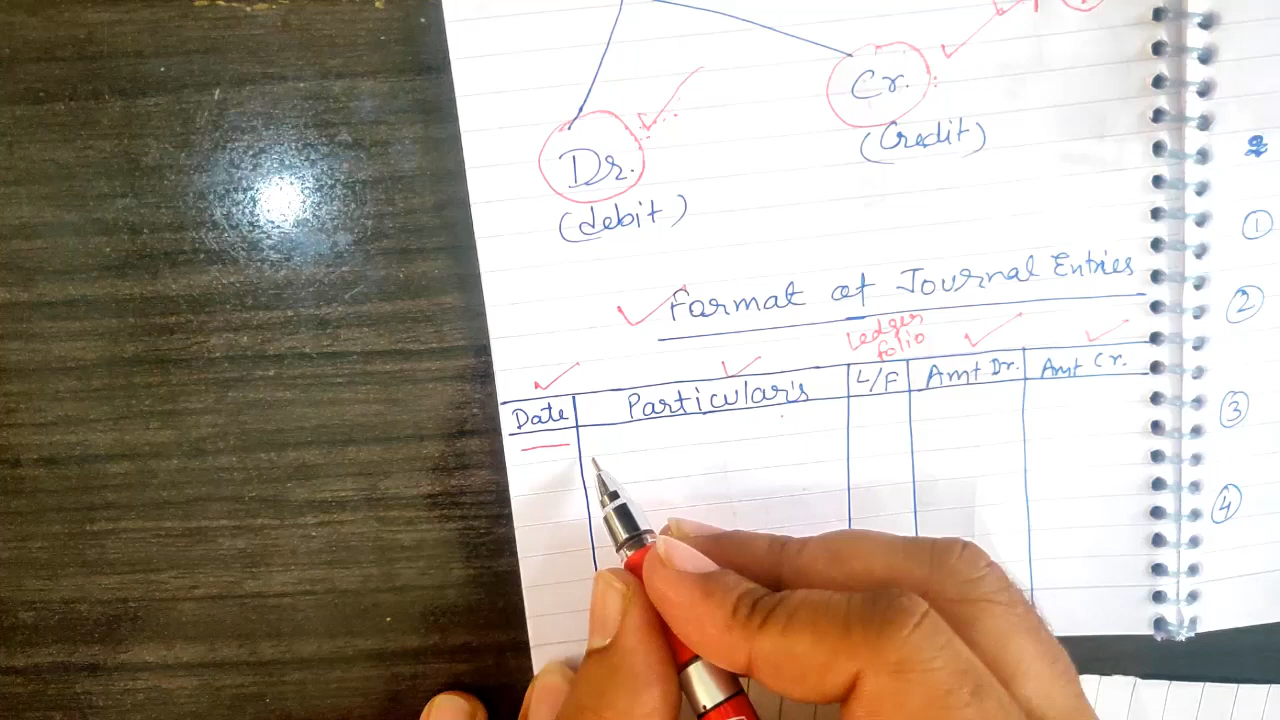 Cr.
(Credit)
Dr.
(debit)
Format of Journal Entries
Ledger
folio
Date Particular's L/F Amt Dr. Amt Cr.
2
1
2
3
4